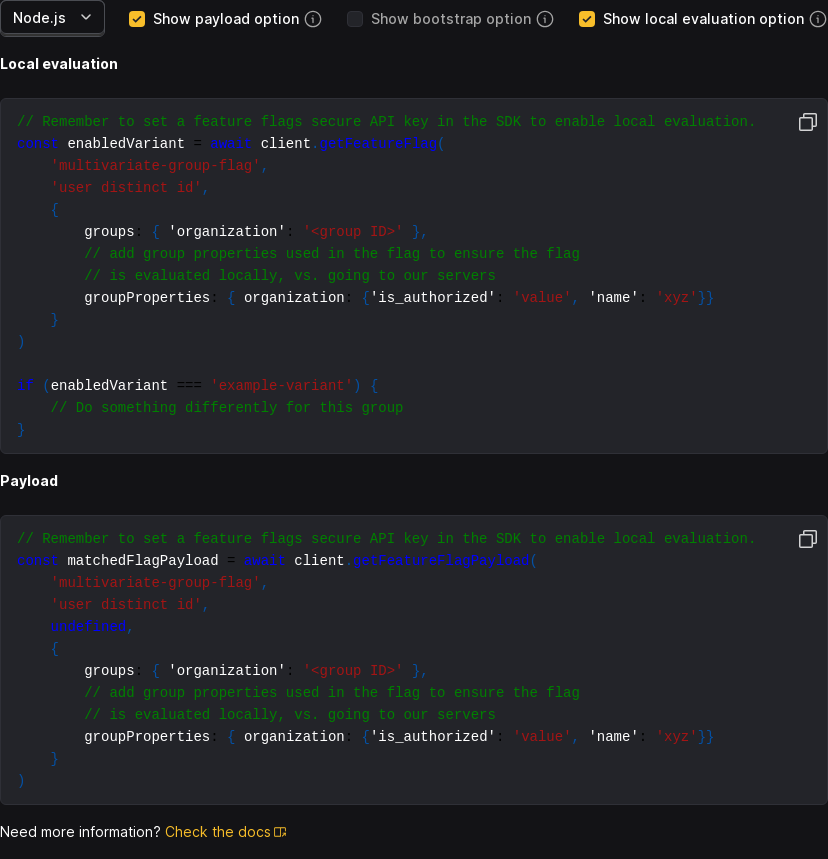 Node.js Show payload option Show bootstrap option Show local evaluation option
Local evaluation
// Remember to set a feature flags secure API key in the SDK to enable local evaluation.
const enabledVariant = await client.getFeatureFlag(
    'multivariate-group-flag',
    'user distinct id',
    {
        groups: { 'organization': '<group ID>' },
        // add group properties used in the flag to ensure the flag
        // is evaluated locally, vs. going to our servers
        groupProperties: { organization: {'is_authorized': 'value', 'name': 'xyz'}}
    }
)
if (enabledVariant === 'example-variant') {
    // Do something differently for this group
}
Payload
// Remember to set a feature flags secure API key in the SDK to enable local evaluation.
const matchedFlagPayload = await client.getFeatureFlagPayload(
    'multivariate-group-flag',
    'user distinct id',
    undefined,
    {
        groups: { 'organization': '<group ID>' },
        // add group properties used in the flag to ensure the flag
        // is evaluated locally, vs. going to our servers
        groupProperties: { organization: {'is_authorized': 'value', 'name': 'xyz'}}
    }
)
Need more information? Check the docs